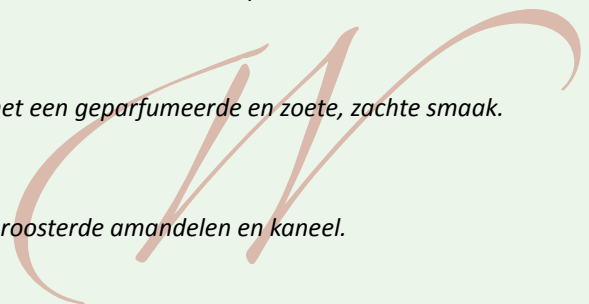 et een geparfumeerde en zoete, zachte smaak.
roosterde amandelen en kaneel.
W